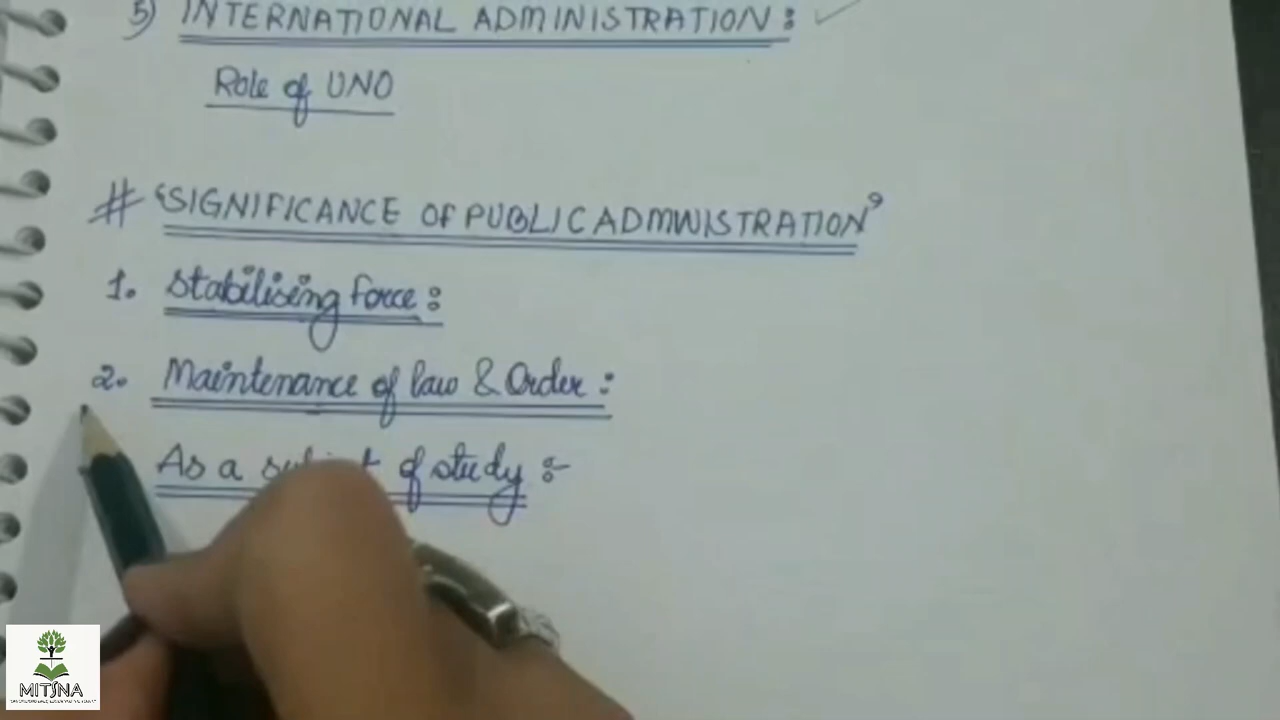 5) INTERNATIONAL ADMINISTRATION :
Role of UNO
# 'SIGNIFICANCE OF PUBLIC ADMINISTRATION'
1. Stabilising force :
2. Maintenance of law & Order :
As a subject of study :-
MITSNA